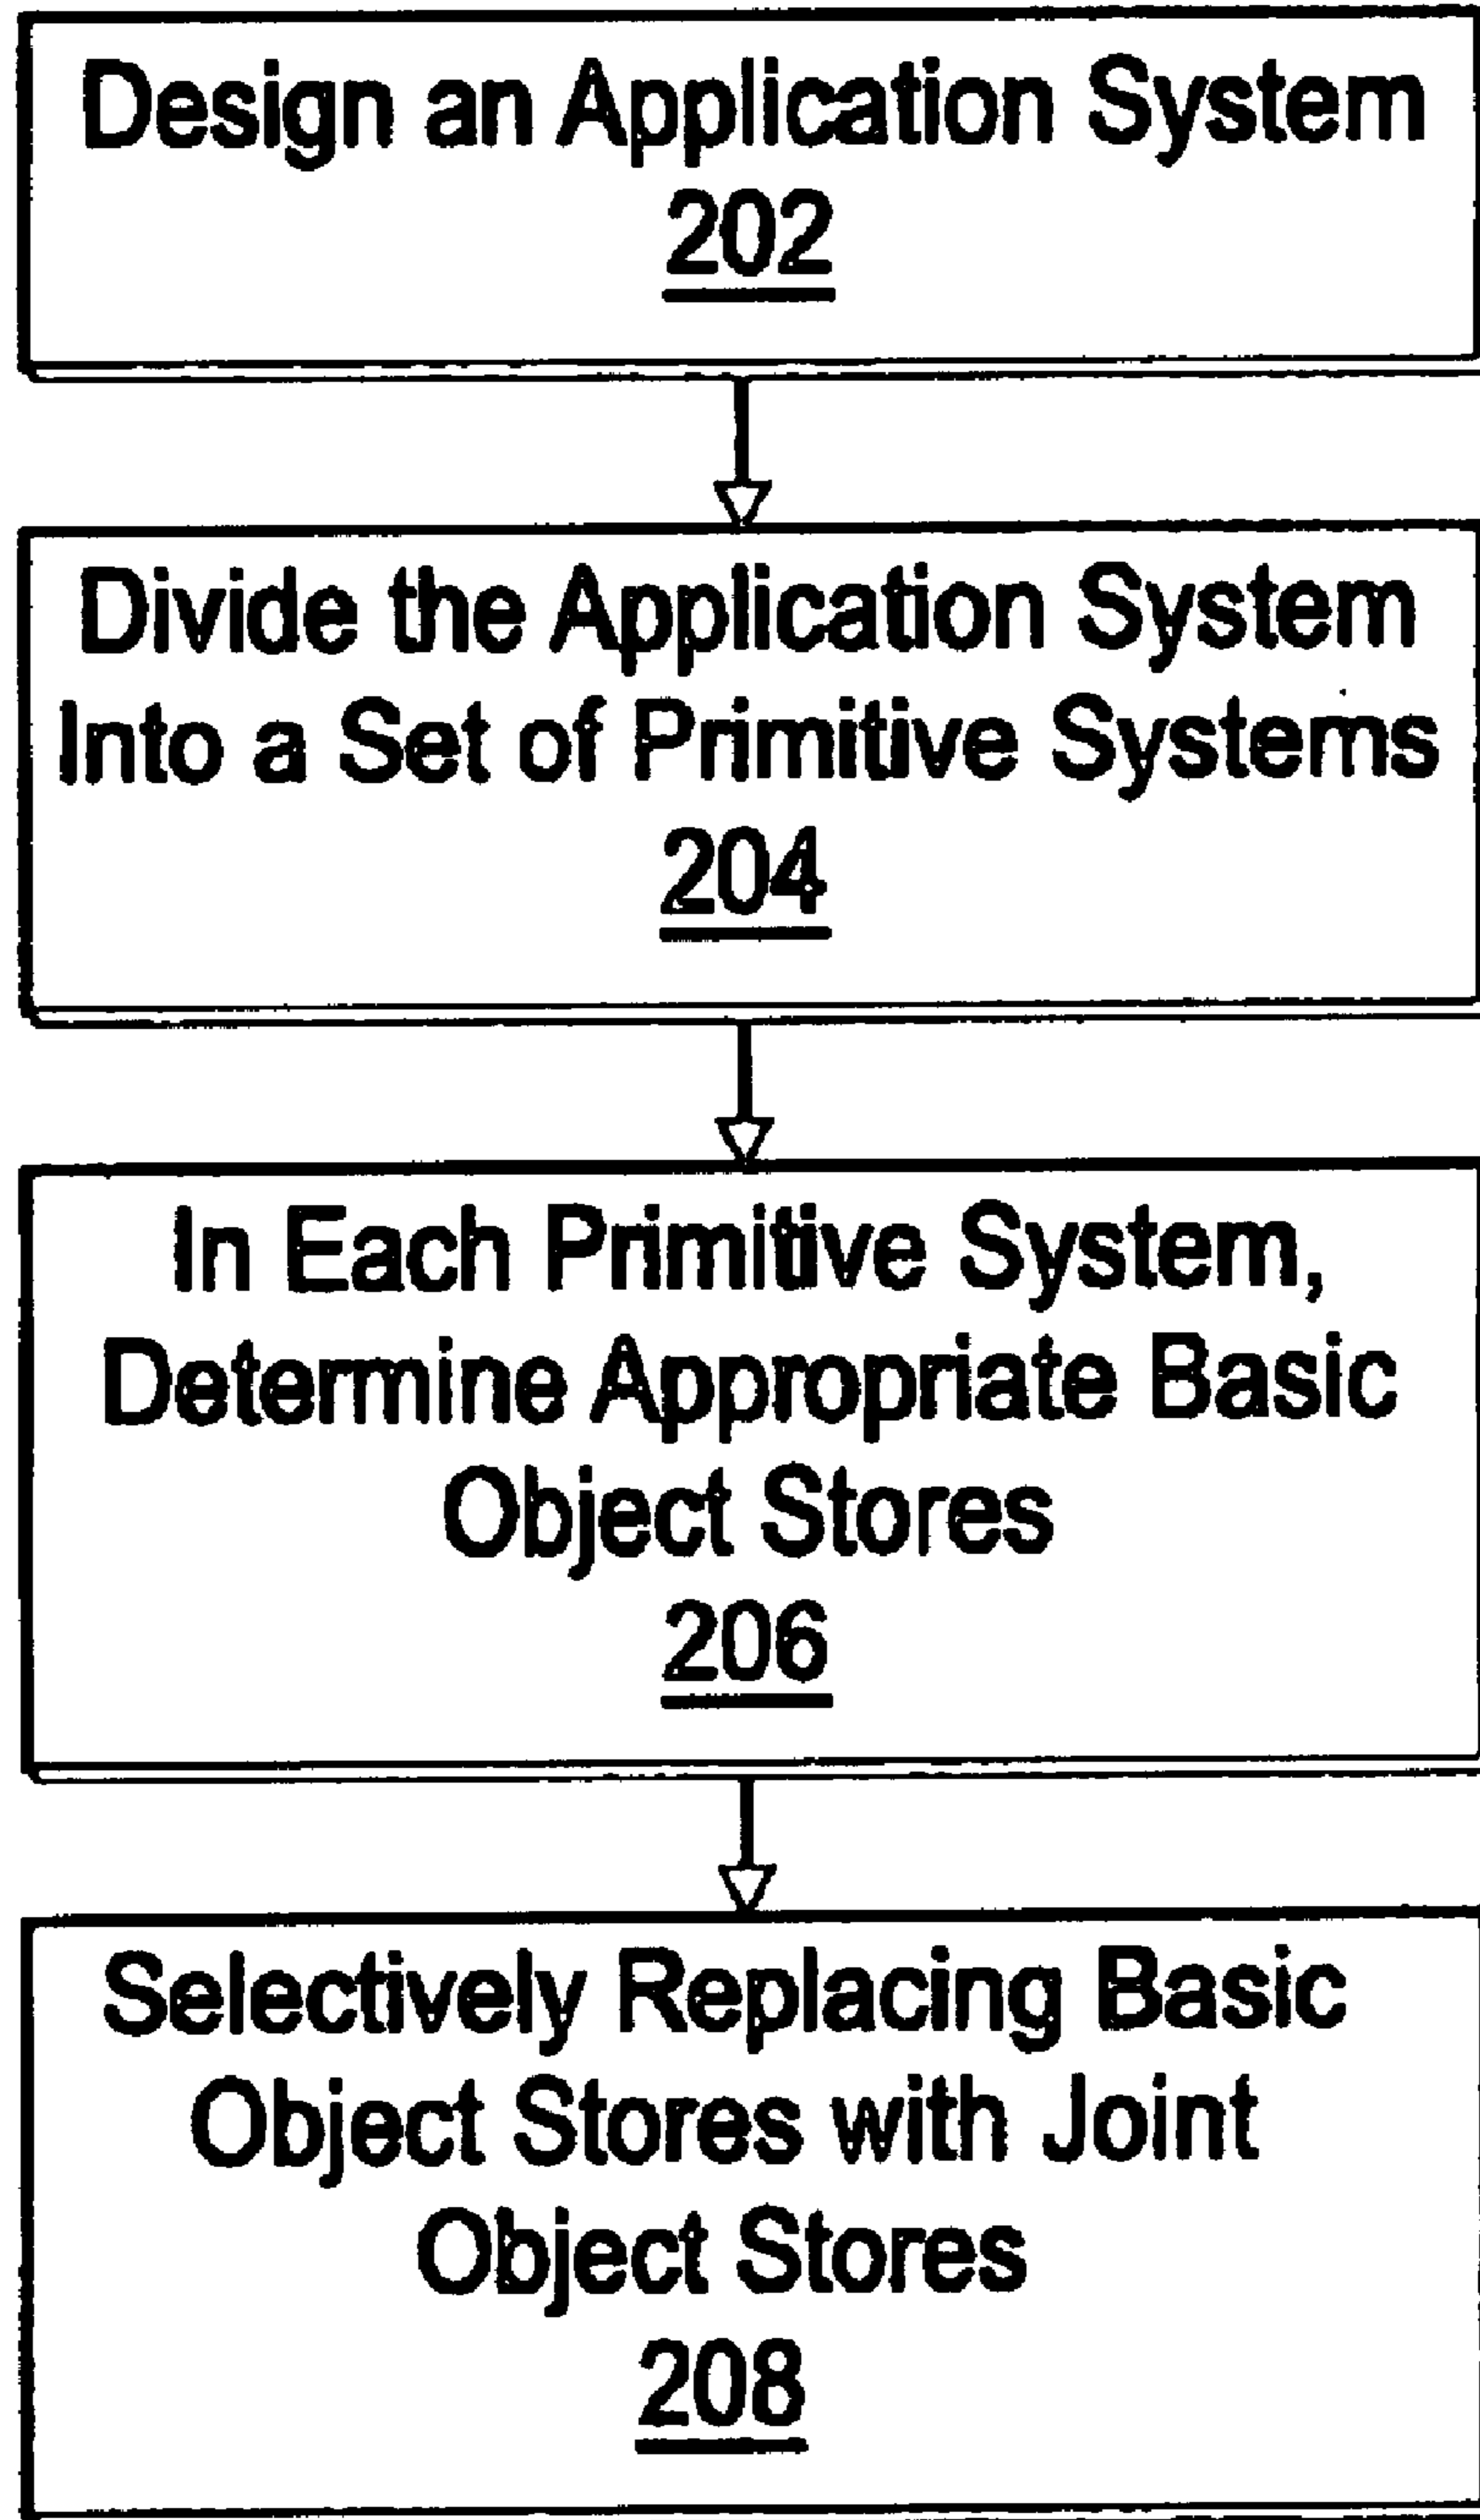 Design an Application System
202
Divide the Application System
Into a Set of Primitive Systems
204
In Each Primitive System,
Determine Appropriate Basic
Object Stores
206
Selectively Replacing Basic
Object Stores with Joint
Object Stores
208